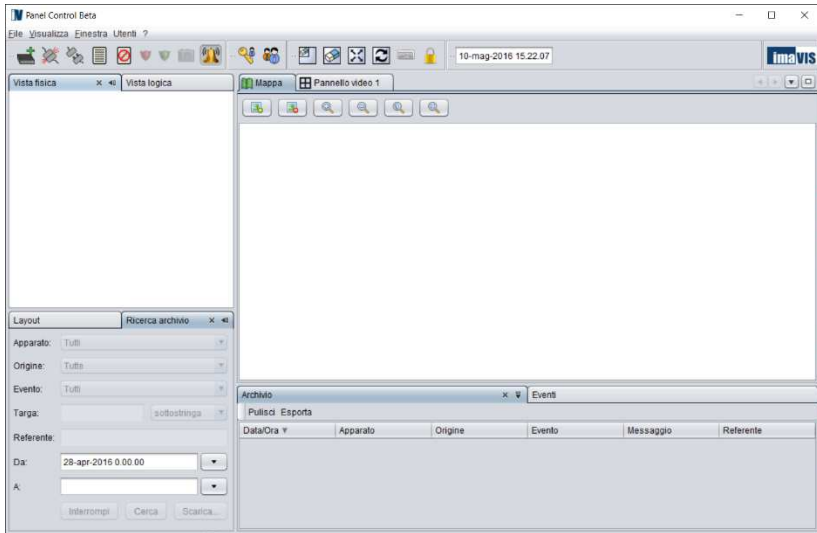 Panel Control Beta
File Visualizza Finestra Utenti ?
10-mag-2016 15.22.07
imavis
Vista fisica
Vista logica
Mappa
Pannello video 1
Layout
Ricerca archivio
Apparato: Tutti
Origine: Tutte
Evento: Tutti
Targa: sottostringa
Referente:
Da: 28-apr-2016 0.00.00
A:
Interrompi Cerca Scarica...
Archivio
Eventi
Pulisci Esporta
Data/Ora Apparato Origine Evento Messaggio Referente